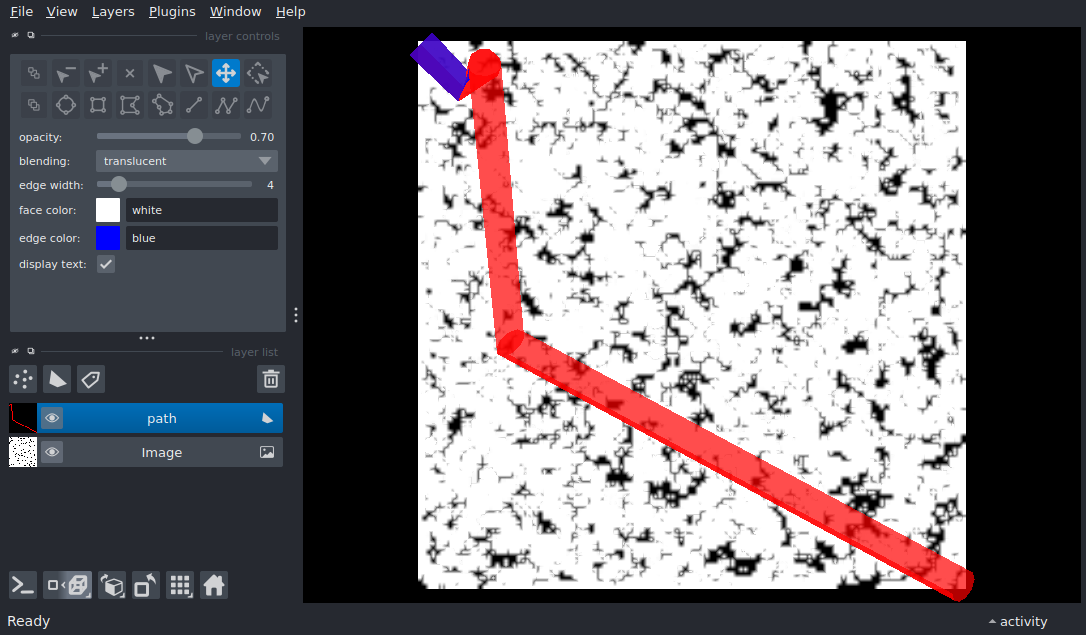 File View Layers Plugins Window Help
layer controls
opacity: 0.70
blending: translucent
edge width: 4
face color: white
edge color: blue
display text:
layer list
path
Image
Ready activity